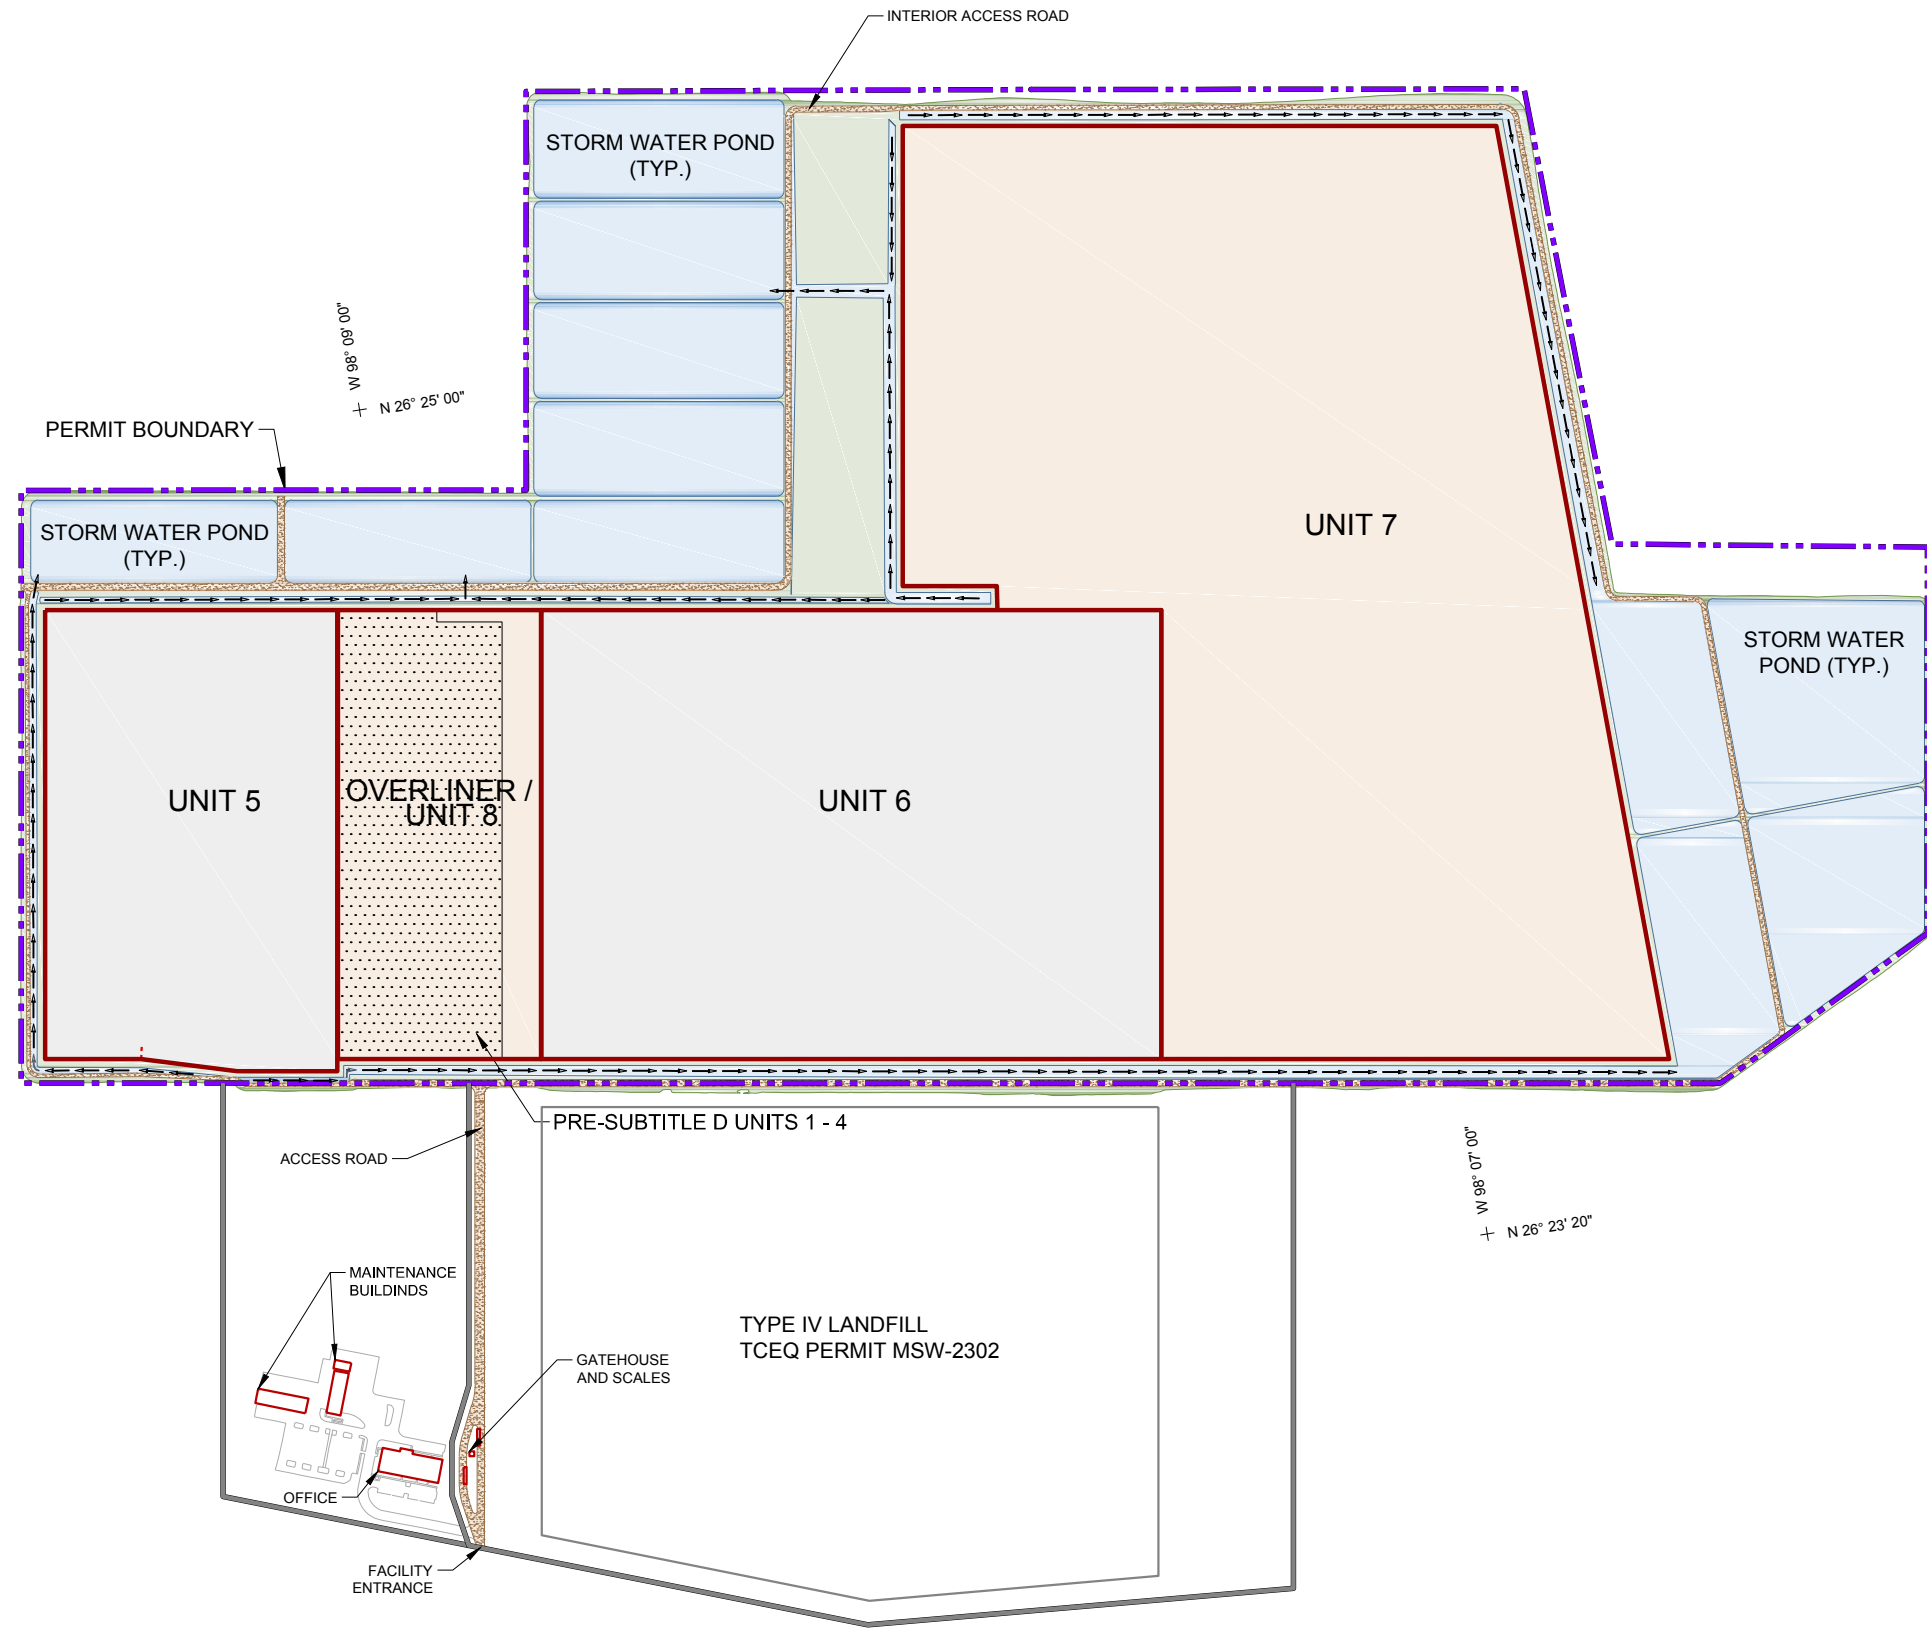 INTERIOR ACCESS ROAD
STORM WATER POND
(TYP.)
W 98° 09' 00"
N 26° 25' 00"
PERMIT BOUNDARY
STORM WATER POND
(TYP.)
UNIT 7
STORM WATER
POND (TYP.)
UNIT 5
OVERLINER /
UNIT 8
UNIT 6
PRE-SUBTITLE D UNITS 1 - 4
ACCESS ROAD
W 98° 07' 00"
N 26° 23' 20"
MAINTENANCE
BUILDINDS
TYPE IV LANDFILL
TCEQ PERMIT MSW-2302
GATEHOUSE
AND SCALES
OFFICE
FACILITY
ENTRANCE